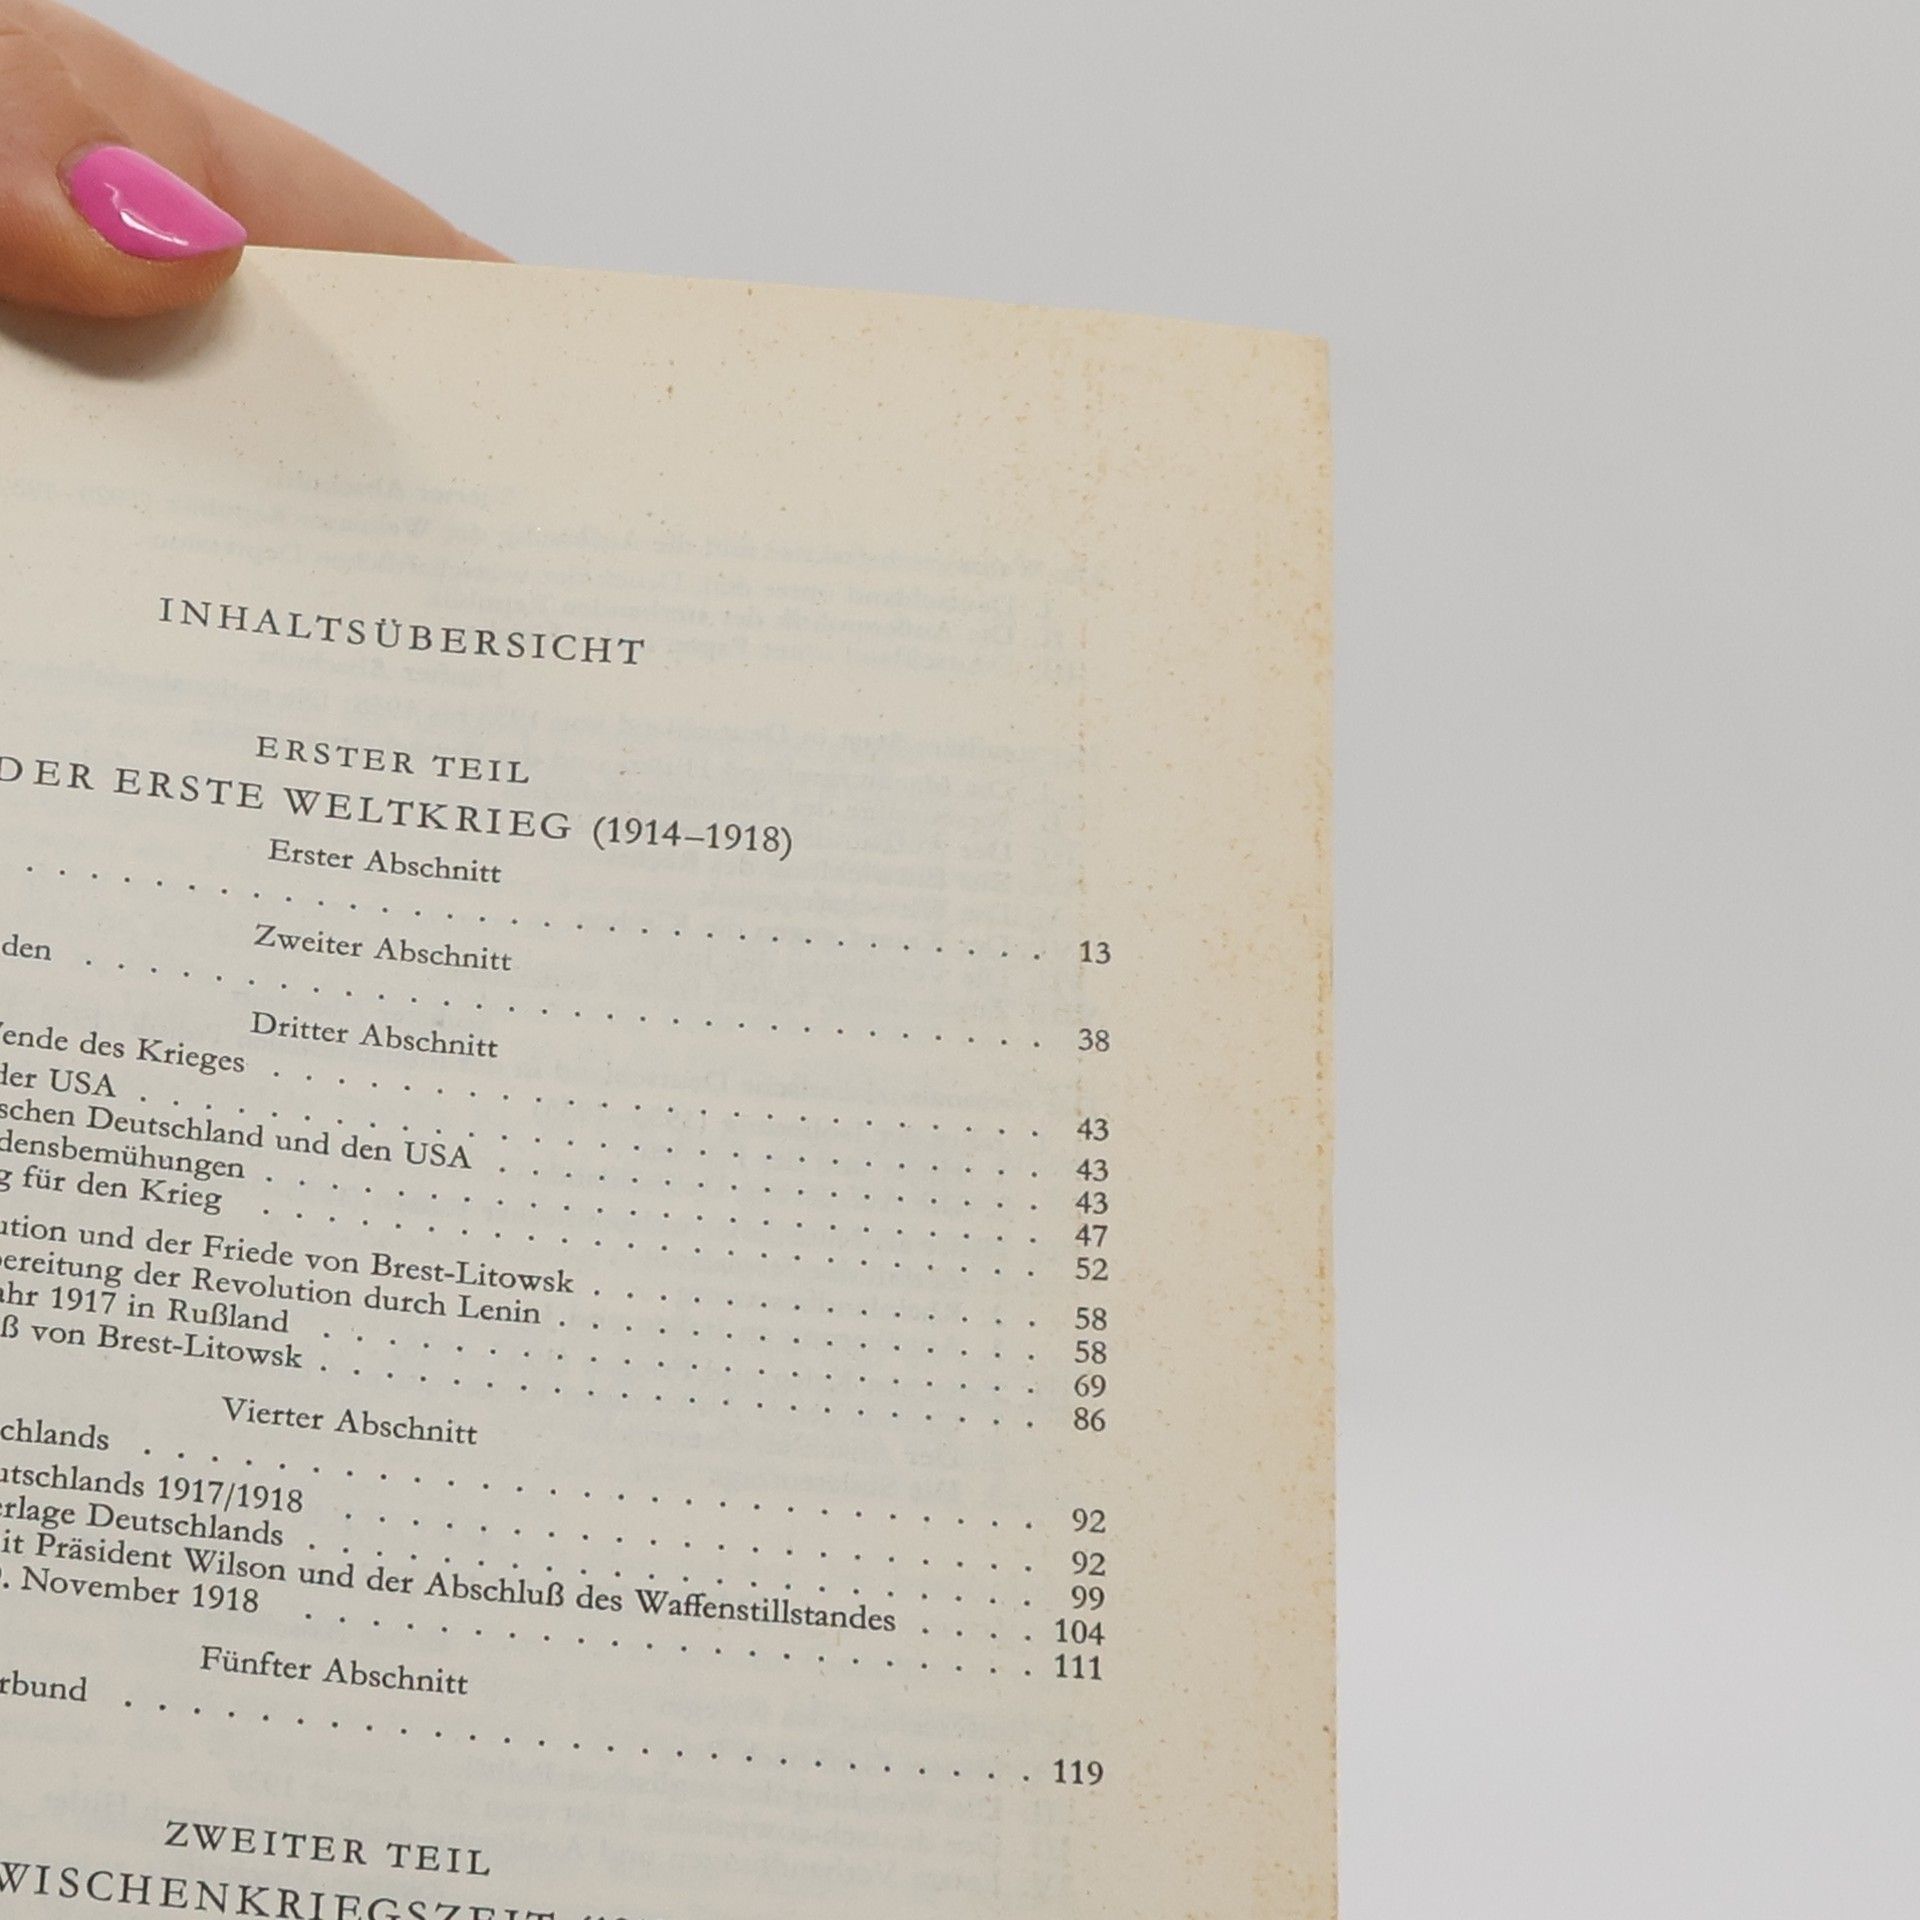 INHALTSÜBERSICHT
ERSTER TEIL
DER ERSTE WELTKRIEG (1914–1918)
Erster Abschnitt
. . . . . . . . . . . . . . . . . . . . . . . . . . . . . . . . 13
Zweiter Abschnitt
den . . . . . . . . . . . . . . . . . . . . . . . . . . . . . . 38
Dritter Abschnitt
ende des Krieges . . . . . . . . . . . . . . . . . . . . . . . . 43
der USA . . . . . . . . . . . . . . . . . . . . . . . . . . . . 43
schen Deutschland und den USA . . . . . . . . . . . . . . . . . 43
densbemühungen . . . . . . . . . . . . . . . . . . . . . . . . 47
g für den Krieg . . . . . . . . . . . . . . . . . . . . . . . . 52
ution und der Friede von Brest-Litowsk . . . . . . . . . . . . . . 58
bereitung der Revolution durch Lenin . . . . . . . . . . . . . . . 58
ahr 1917 in Rußland . . . . . . . . . . . . . . . . . . . . . . 69
ß von Brest-Litowsk . . . . . . . . . . . . . . . . . . . . . . 86
Vierter Abschnitt
chlands . . . . . . . . . . . . . . . . . . . . . . . . . . . 92
utschlands 1917/1918 . . . . . . . . . . . . . . . . . . . . . 92
erlage Deutschlands . . . . . . . . . . . . . . . . . . . . . . 99
it Präsident Wilson und der Abschluß des Waffenstillstandes . . . . 104
9. November 1918 . . . . . . . . . . . . . . . . . . . . . . 111
Fünfter Abschnitt
rbund . . . . . . . . . . . . . . . . . . . . . . . . . . . 119
ZWEITER TEIL
WISCHENKRIEGSZEIT